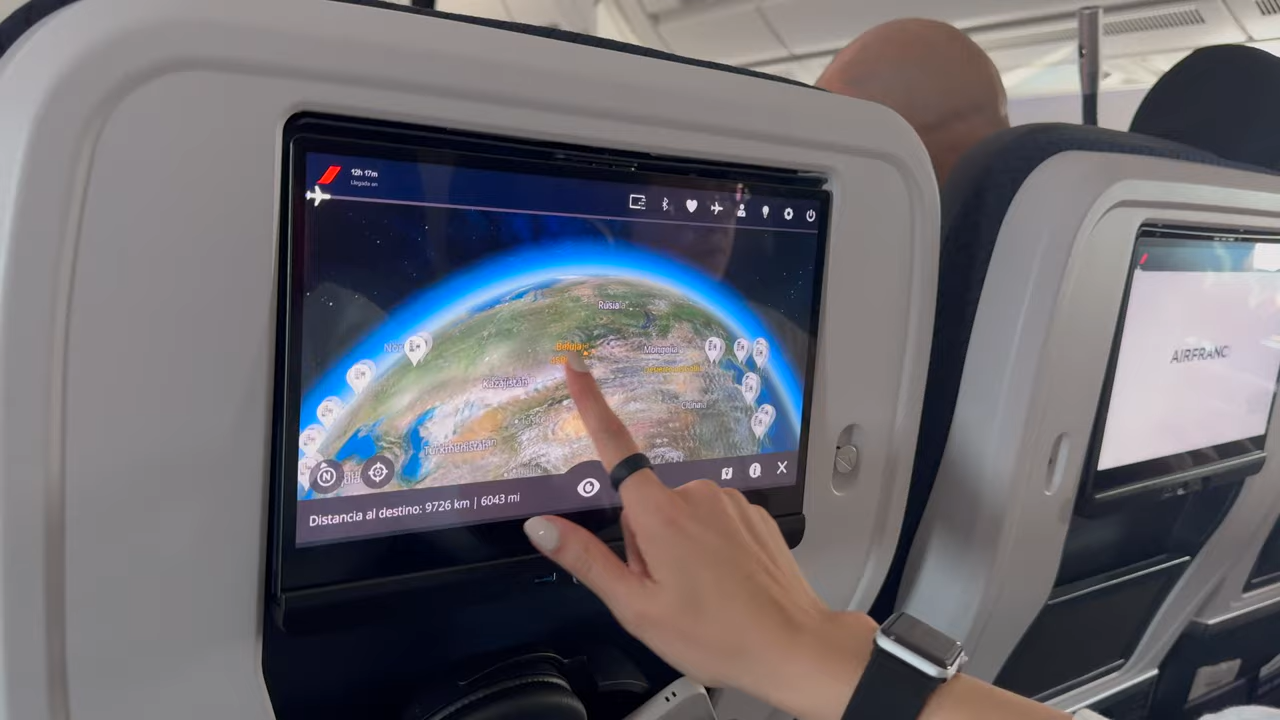 12h 17m
Llegada en
Rusia
Mongolia
Kazajistán
China
Turkmenistán
N
Distancia al destino: 9726 km | 6043 mi
AIRFRANC